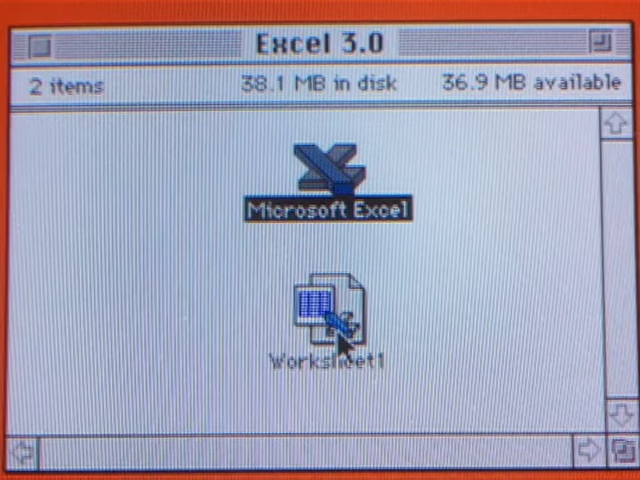 Excel 3.0
2 items 38.1 MB in disk 36.9 MB available
Microsoft Excel
Worksheet1